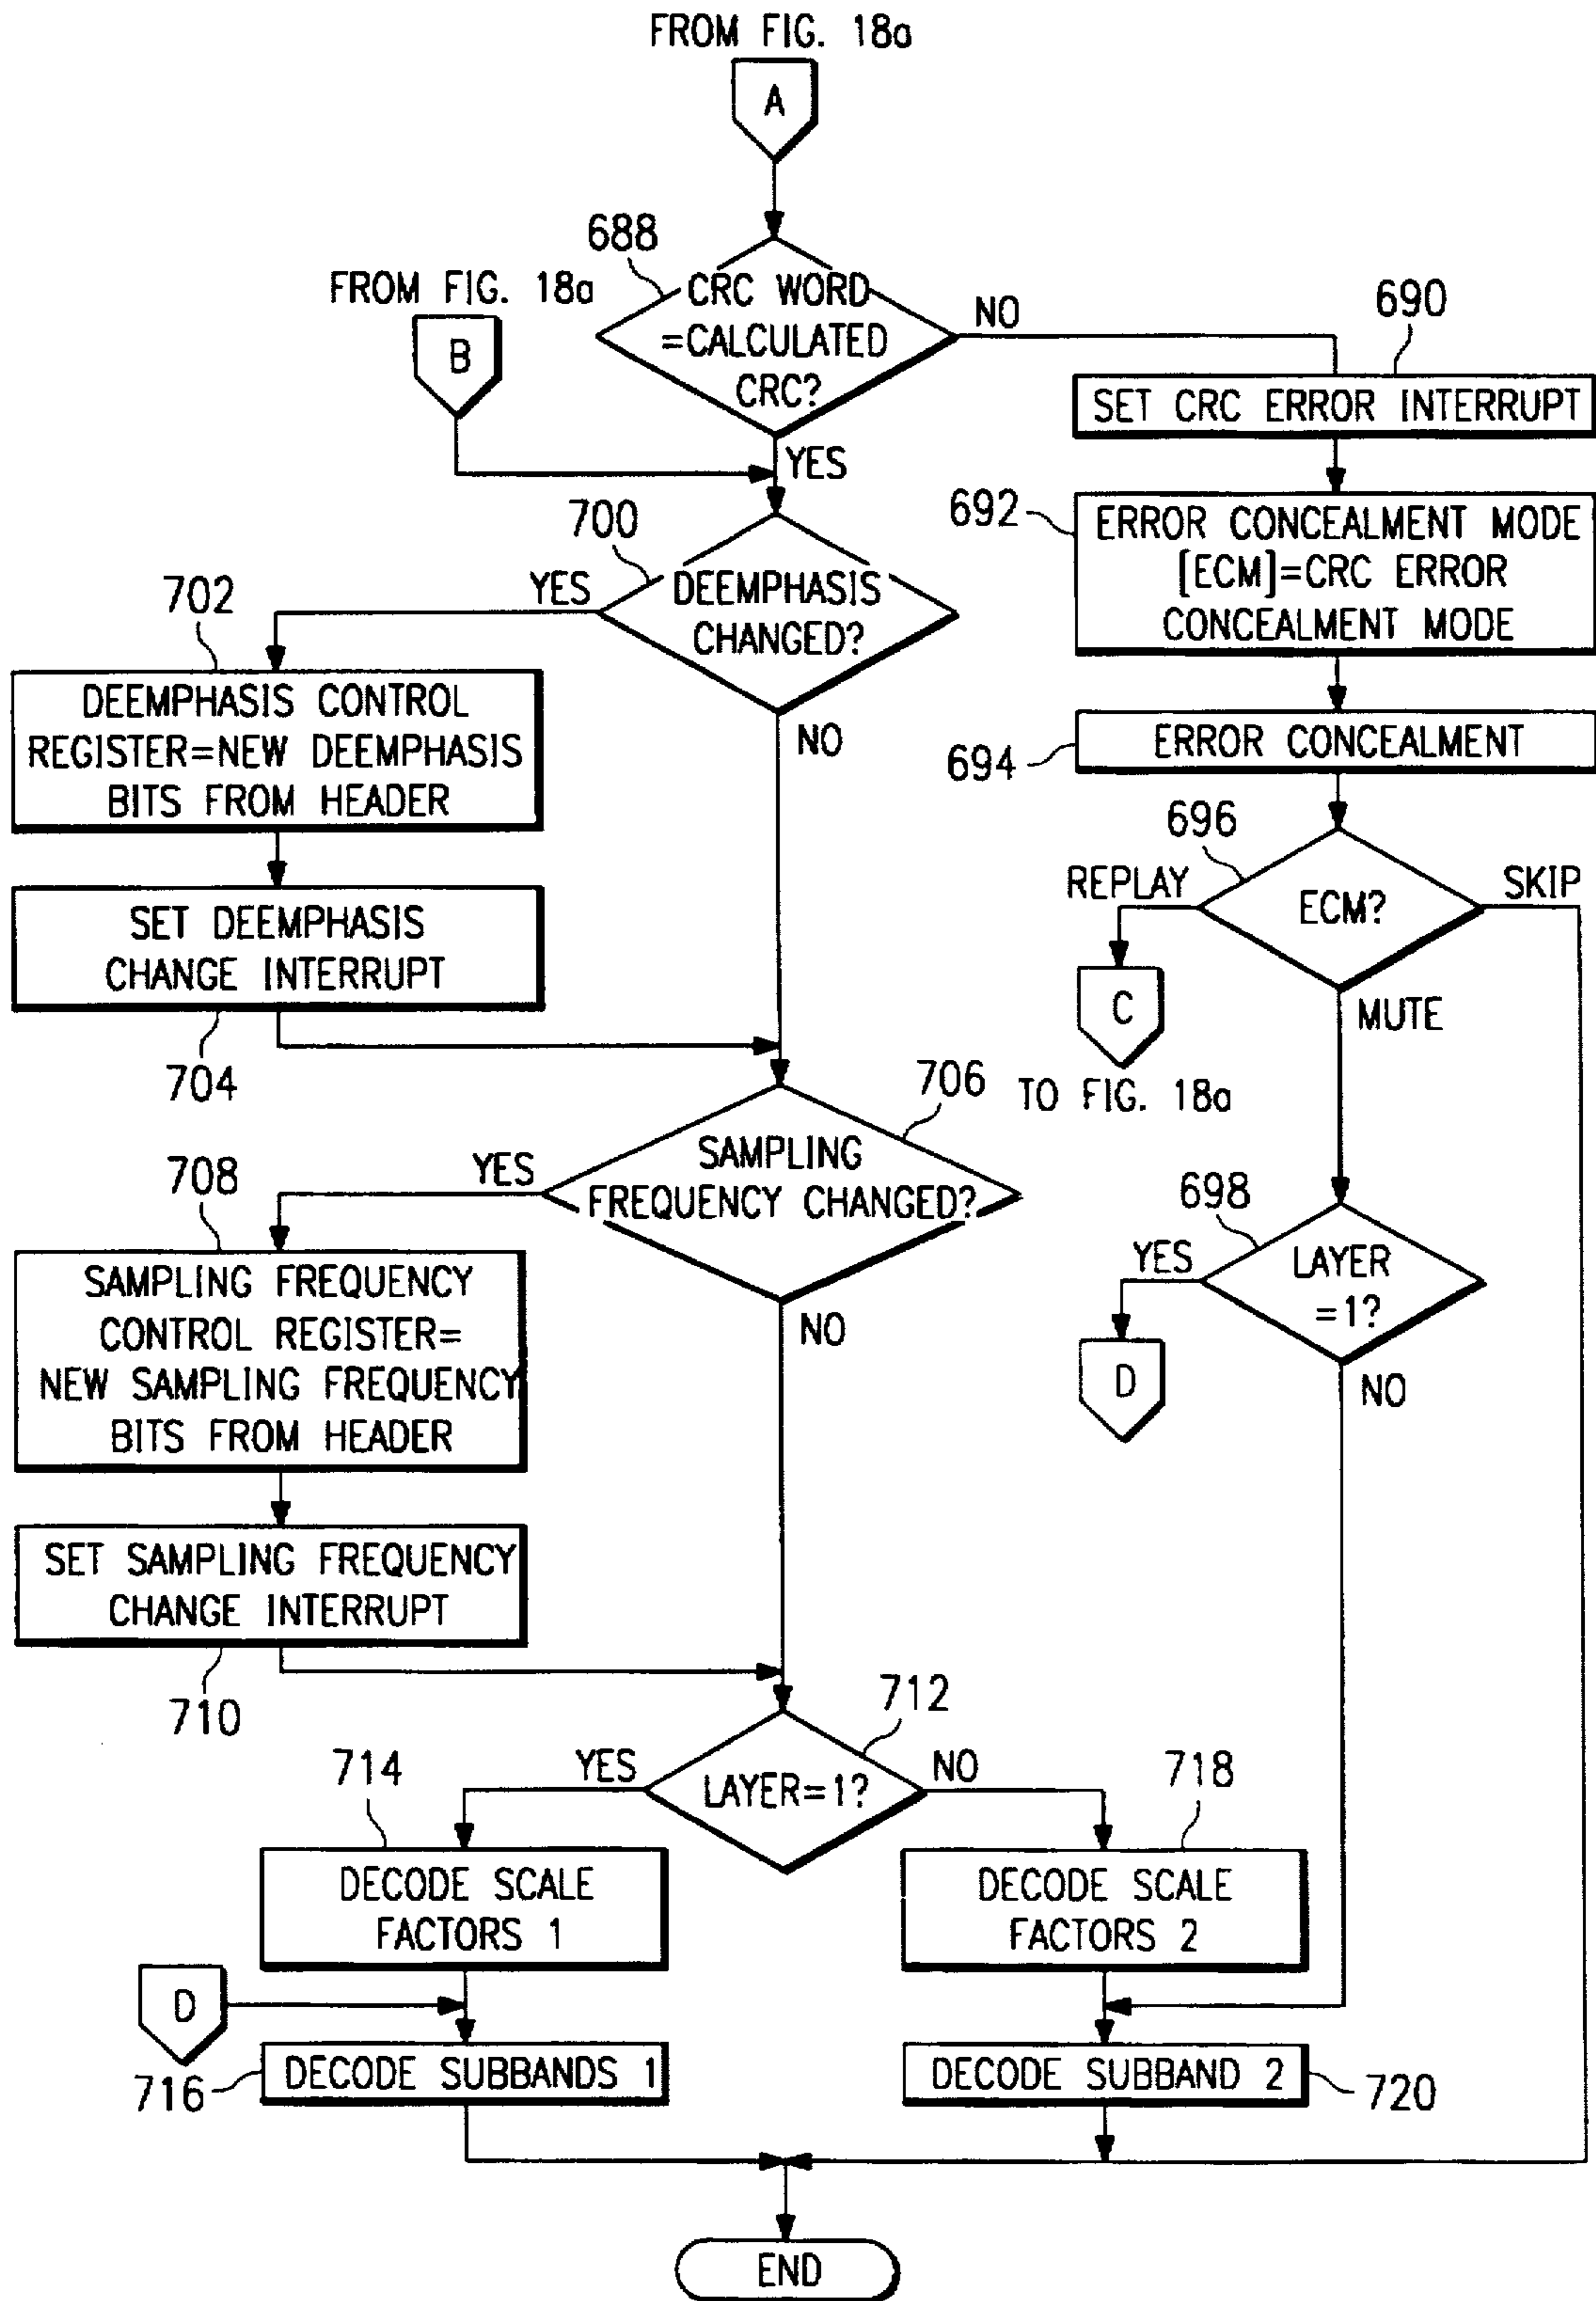 FROM FIG. 18a
A
688
CRC WORD
=CALCULATED
CRC?
NO
YES
FROM FIG. 18a
B
690
SET CRC ERROR INTERRUPT
692
ERROR CONCEALMENT MODE
[ECM]=CRC ERROR
CONCEALMENT MODE
694
ERROR CONCEALMENT
696
ECM?
REPLAY
SKIP
MUTE
C
TO FIG. 18a
698
LAYER
=1?
YES
NO
D
700
DEEMPHASIS
CHANGED?
YES
NO
702
DEEMPHASIS CONTROL
REGISTER=NEW DEEMPHASIS
BITS FROM HEADER
SET DEEMPHASIS
CHANGE INTERRUPT
704
706
SAMPLING
FREQUENCY CHANGED?
YES
NO
708
SAMPLING FREQUENCY
CONTROL REGISTER=
NEW SAMPLING FREQUENCY
BITS FROM HEADER
SET SAMPLING FREQUENCY
CHANGE INTERRUPT
710
712
LAYER=1?
YES
NO
714
DECODE SCALE
FACTORS 1
718
DECODE SCALE
FACTORS 2
D
716
DECODE SUBBANDS 1
DECODE SUBBAND 2
720
END